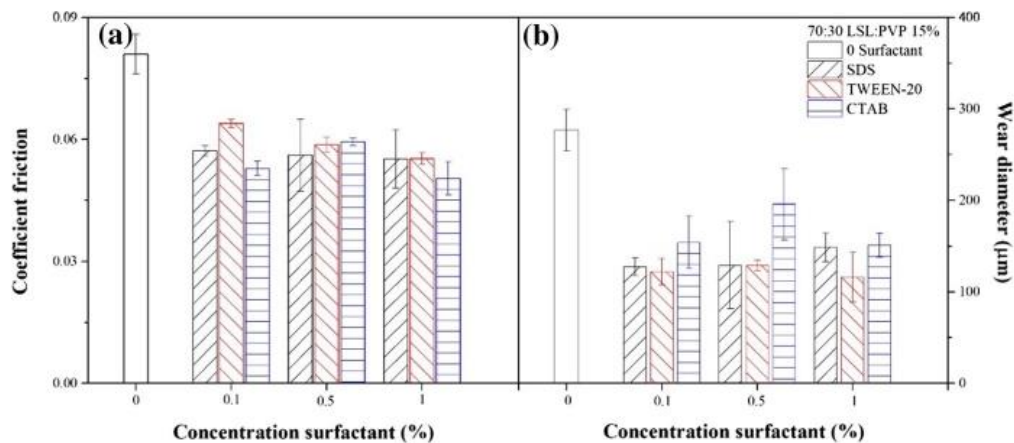 0.09
0.06
0.03
0.00
Coefficient friction
(a)
0
0.1
0.5
1
Concentration surfactant (%)
(b)
70:30 LSL:PVP 15%
0 Surfactant
SDS
TWEEN-20
CTAB
0
0.1
0.5
1
Concentration surfactant (%)
400
300
200
100
0
Wear diameter (μm)